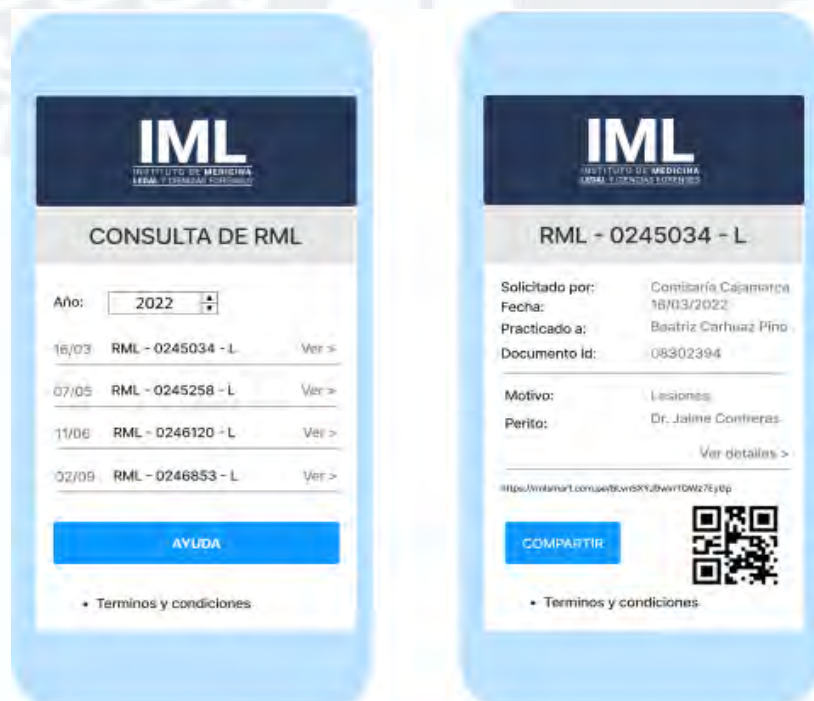 IML
INSTITUTO DE MEDICINA
LEGAL Y CIENCIAS FORENSES
CONSULTA DE RML
Año: 2022
16/03 RML - 0245034 - L Ver >
07/05 RML - 0245258 - L Ver >
11/06 RML - 0246120 - L Ver >
02/09 RML - 0246853 - L Ver >
AYUDA
• Terminos y condiciones
IML
INSTITUTO DE MEDICINA
LEGAL Y CIENCIAS FORENSES
RML - 0245034 - L
Solicitado por: Comisaría Cajamarca
Fecha: 16/03/2022
Practicado a: Beatriz Carhuaz Pino
Documento Id: 08302394
Motivo: Lesiones
Perito: Dr. Jaime Contreras
Ver detalles >
COMPARTIR
• Terminos y condiciones